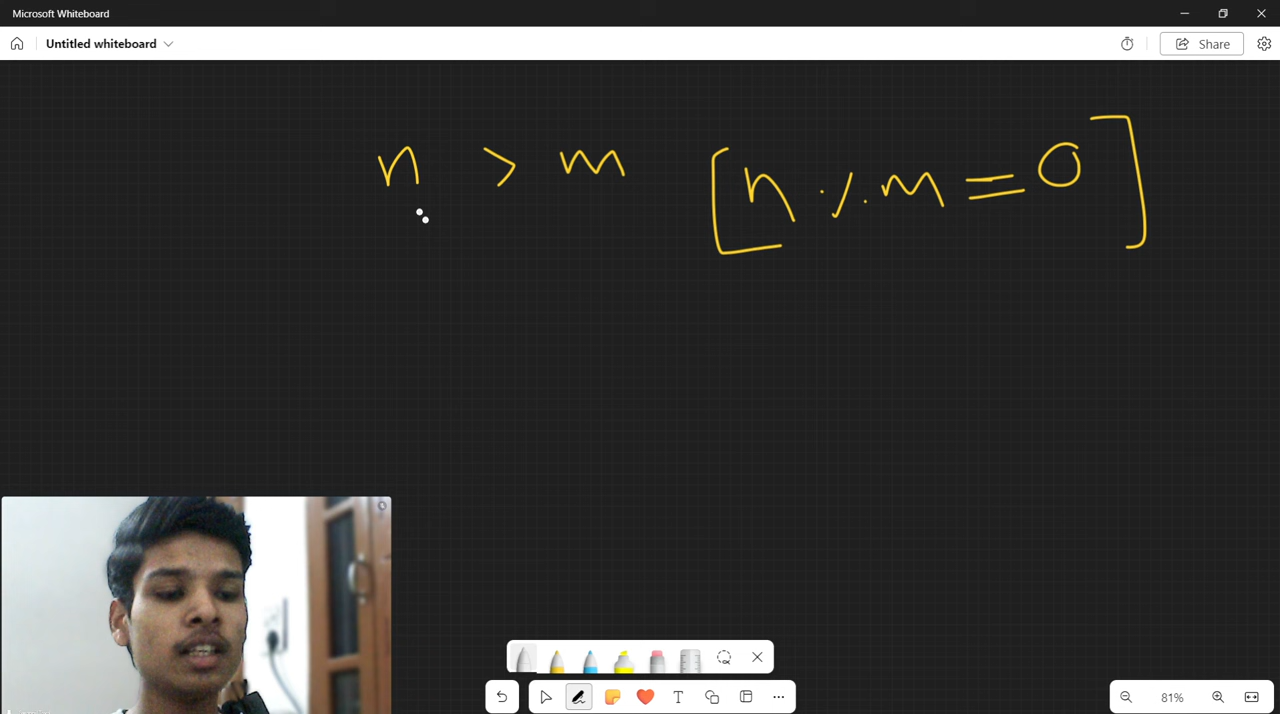 Microsoft Whiteboard
Untitled whiteboard
Share
n > m [n % m = 0]
81%